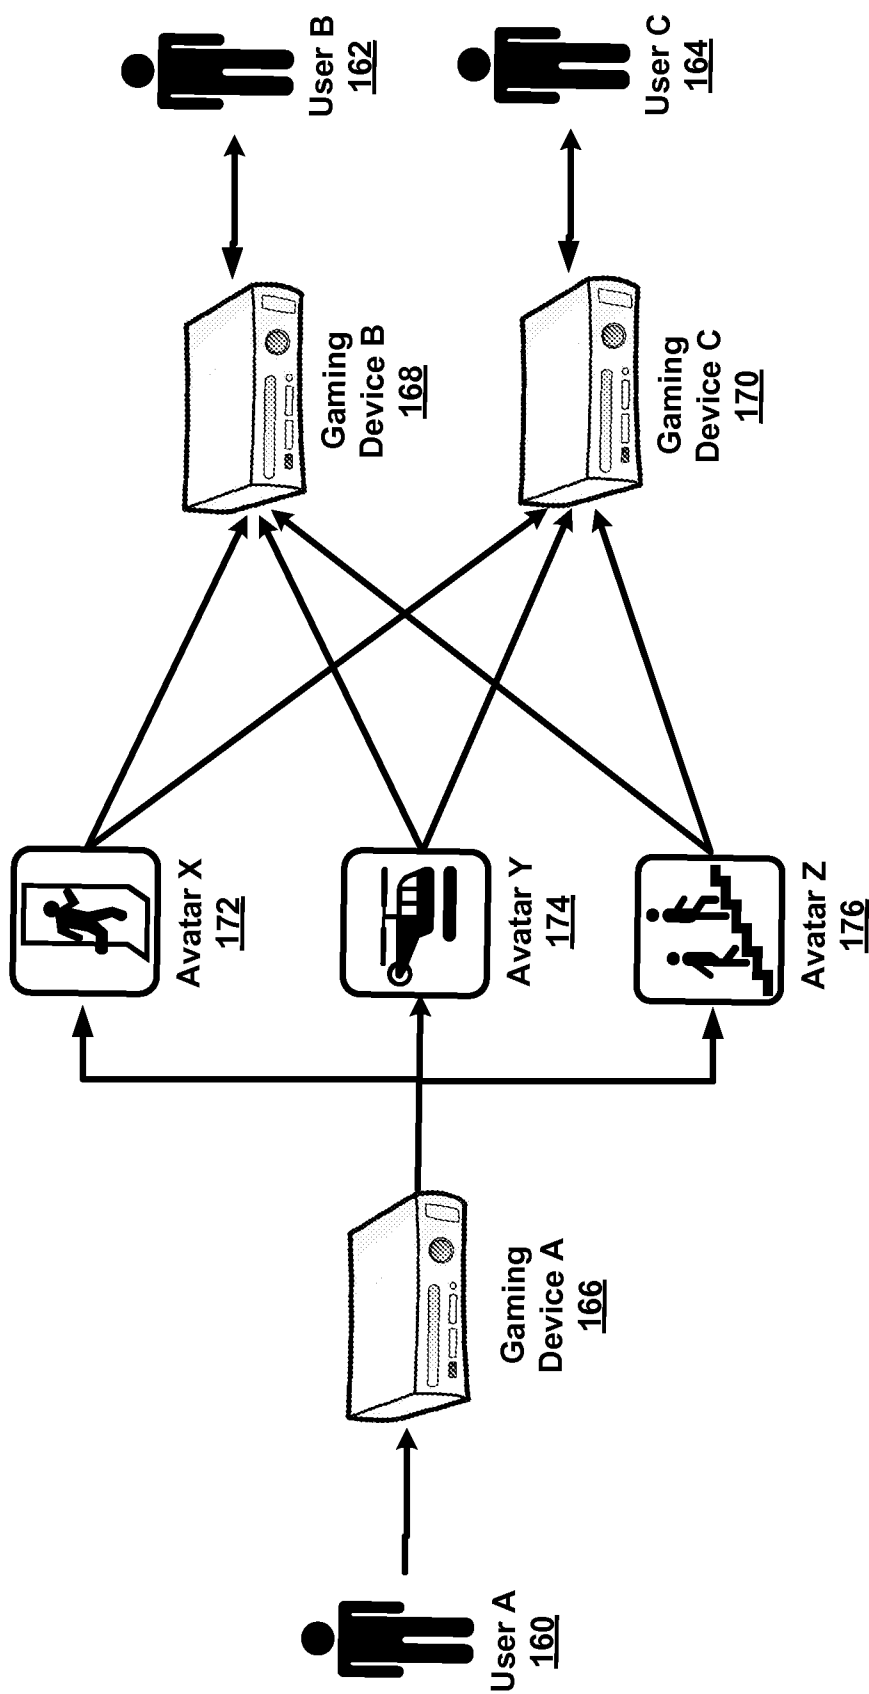 User A
160
Gaming
Device A
166
Avatar X
172
Avatar Y
174
Avatar Z
176
Gaming
Device B
168
Gaming
Device C
170
User B
162
User C
164